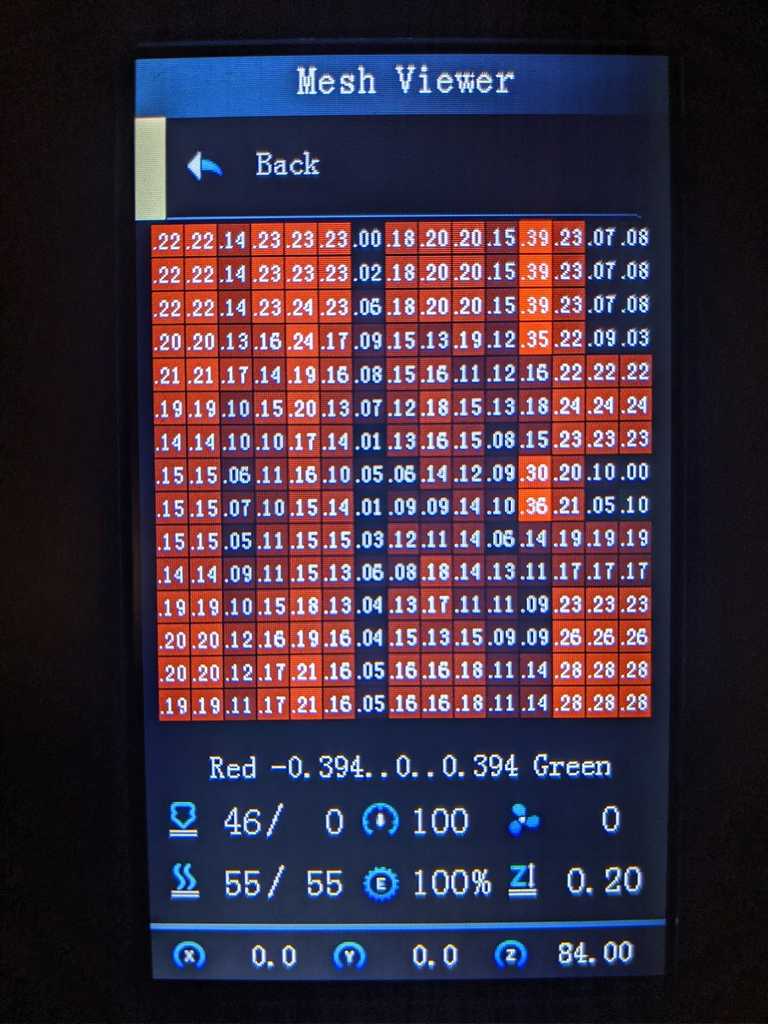 Mesh Viewer
Back
.22 .22 .14 .23 .23 .23 .00 .18 .20 .20 .15 .39 .23 .07 .08
.22 .22 .14 .23 .23 .23 .02 .18 .20 .20 .15 .39 .23 .07 .08
.22 .22 .14 .23 .24 .23 .06 .18 .20 .20 .15 .39 .23 .07 .08
.20 .20 .13 .16 .24 .17 .09 .15 .13 .19 .12 .35 .22 .09 .03
.21 .21 .17 .14 .19 .16 .08 .15 .16 .11 .12 .16 .22 .22 .22
.19 .19 .10 .15 .20 .13 .07 .12 .18 .15 .13 .18 .24 .24 .24
.14 .14 .10 .10 .17 .14 .01 .13 .16 .15 .08 .15 .23 .23 .23
.15 .15 .06 .11 .16 .10 .05 .06 .14 .12 .09 .30 .20 .10 .00
.15 .15 .07 .10 .15 .14 .01 .09 .09 .14 .10 .36 .21 .05 .10
.15 .15 .05 .11 .15 .15 .03 .12 .11 .14 .06 .14 .19 .19 .19
.14 .14 .09 .11 .15 .13 .06 .08 .18 .14 .13 .11 .17 .17 .17
.19 .19 .10 .15 .18 .13 .04 .13 .17 .11 .11 .09 .23 .23 .23
.20 .20 .12 .16 .19 .16 .04 .15 .13 .15 .09 .09 .26 .26 .26
.20 .20 .12 .17 .21 .16 .05 .16 .16 .18 .11 .14 .28 .28 .28
.19 .19 .11 .17 .21 .16 .05 .16 .16 .18 .11 .14 .28 .28 .28
Red -0.394..0..0.394 Green
46/ 0 100 0
55/ 55 E 100% Z 0.20
X 0.0 Y 0.0 Z 84.00